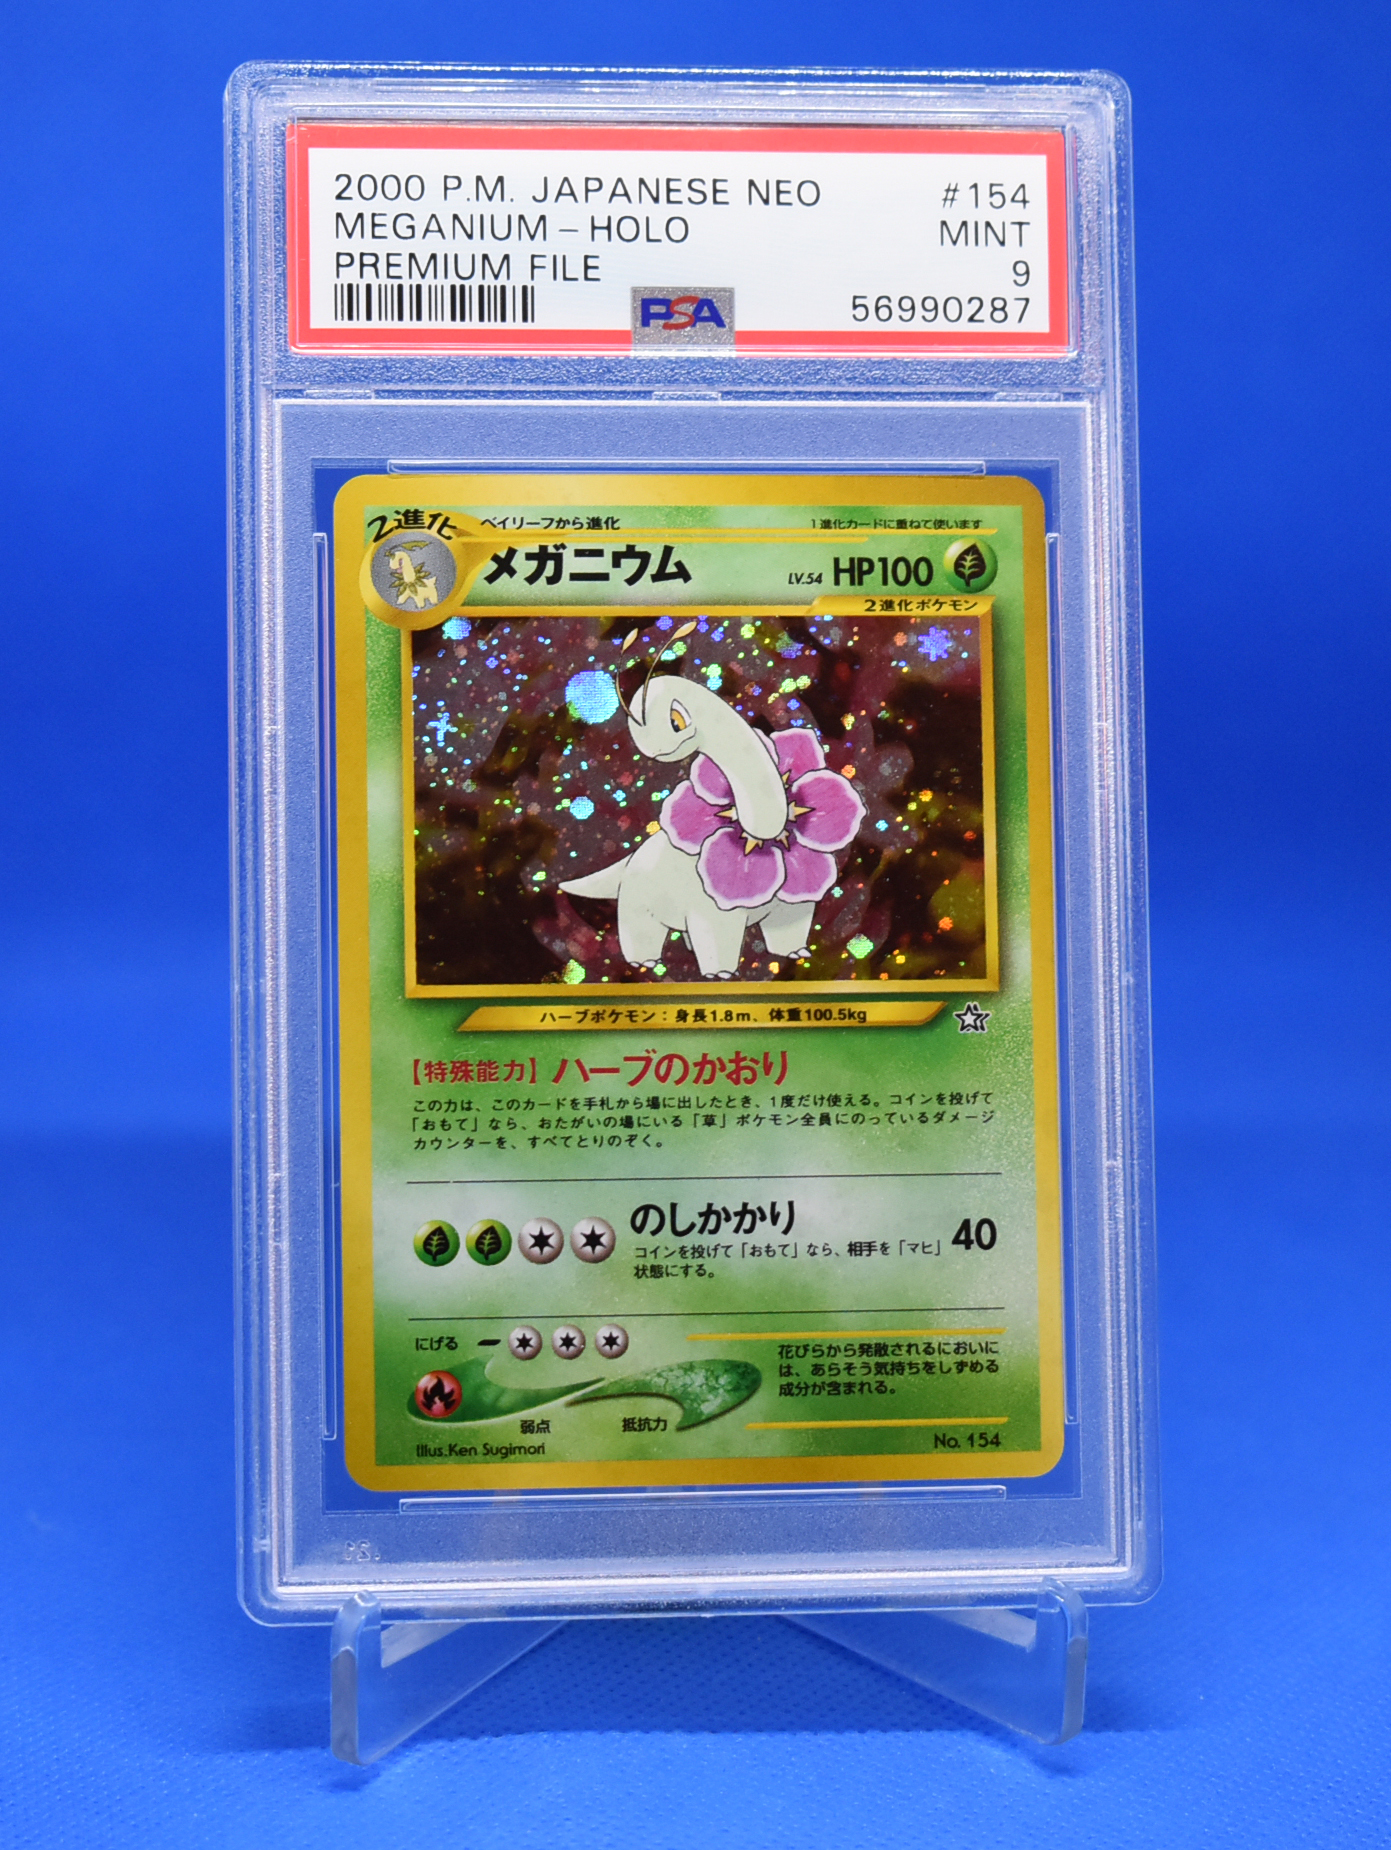 2000 P.M. JAPANESE NEO #154
MEGANIUM-HOLO MINT
PREMIUM FILE 9
PSA 56990287
2進化 ベイリーフから進化 1進化カードに重ねて使います
メガニウム LV.54 HP100
2進化ポケモン
ハーブポケモン：身長1.8m、体重100.5kg
【特殊能力】ハーブのかおり
この力は、このカードを手札から場に出したとき、1度だけ使える。コインを投げて
「おもて」なら、おたがいの場にいる「草」ポケモン全員にのっているダメージ
カウンターを、すべてとりのぞく。
のしかかり 40
コインを投げて「おもて」なら、相手を「マヒ」
状態にする。
にげる
花びらから発散されるにおいに
は、あらそう気持ちをしずめる
成分が含まれる。
弱点 抵抗力
Illus.Ken Sugimori No. 154